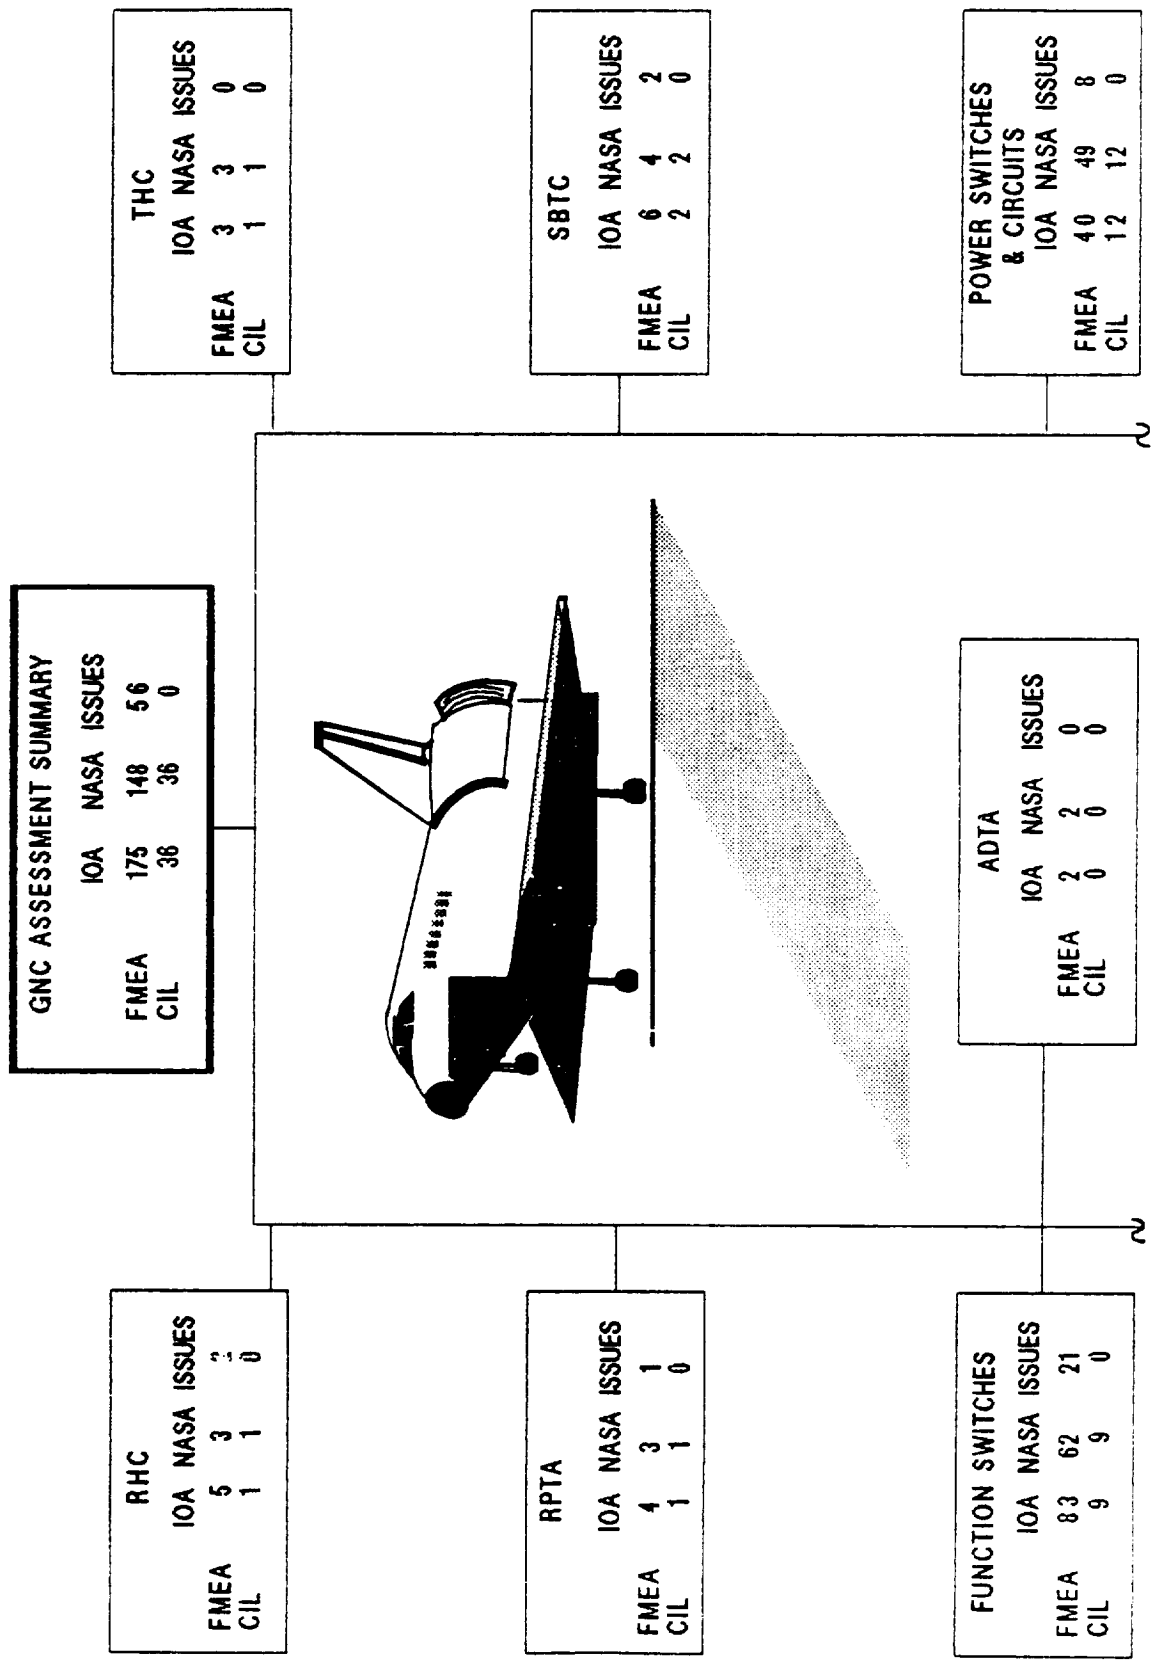 GNC ASSESSMENT SUMMARY
IOA NASA ISSUES
FMEA 175 148 56
CIL 36 36 0
RHC
IOA NASA ISSUES
FMEA 5 3 2
CIL 1 1 0
THC
IOA NASA ISSUES
FMEA 3 3 0
CIL 1 1 0
RPTA
IOA NASA ISSUES
FMEA 4 3 1
CIL 1 1 0
SBTC
IOA NASA ISSUES
FMEA 6 4 2
CIL 2 2 0
FUNCTION SWITCHES
IOA NASA ISSUES
FMEA 83 62 21
CIL 9 9 0
ADTA
IOA NASA ISSUES
FMEA 2 2 0
CIL 0 0 0
POWER SWITCHES
& CIRCUITS
IOA NASA ISSUES
FMEA 40 49 8
CIL 12 12 0